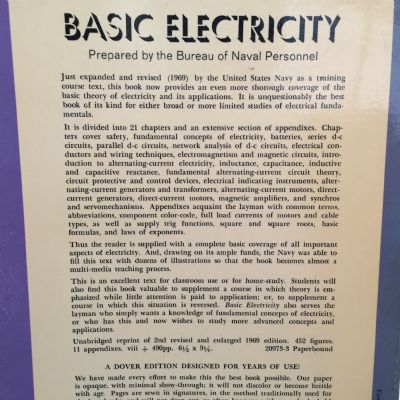 BASIC ELECTRICITY
Prepared by the Bureau of Naval Personnel
Just expanded and revised (1969) by the United States Navy as a training
course text, this book now provides an even more thorough coverage of the
basic theory of electricity and its applications. It is unquestionably the best
book of its kind for either broad or more limited studies of electrical funda-
mentals.
It is divided into 21 chapters and an extensive section of appendixes. Chap-
ters cover safety, fundamental concepts of electricity, batteries, series d-c
circuits, parallel d-c circuits, network analysis of d-c circuits, electrical con-
ductors and wiring techniques, electromagnetism and magnetic circuits, intro-
duction to alternating-current electricity, inductance, capacitance, inductive
and capacitive reactance, fundamental alternating-current circuit theory,
circuit protective and control devices, electrical indicating instruments, alter-
nating-current generators and transformers, alternating-current motors, direct-
current generators, direct-current motors, magnetic amplifiers, and synchros
and servomechanisms. Appendixes acquaint the layman with common terms,
abbreviations, component color-code, full load currents of motors and cable
types, as well as supply trig functions, square and square roots, basic
formulas, and laws of exponents.
Thus the reader is supplied with a complete basic coverage of all important
aspects of electricity. And, drawing on its ample funds, the Navy was able to
fill this text with dozens of illustrations so that the book becomes almost a
multi-media teaching process.
This is an excellent text for classroom use or for home-study. Students will
also find this book valuable to supplement a course in which theory is em-
phasized while little attention is paid to application; or, to supplement a
course in which this situation is reversed. Basic Electricity also serves the
layman who simply wants a knowledge of fundamental concepts of electricity,
or who has this and now wishes to study more advanced concepts and
applications.
Unabridged reprint of 2nd revised and enlarged 1969 edition. 452 figures.
11 appendixes. viii + 490pp. 6½ x 9¼. 20973-3 Paperbound
A DOVER EDITION DESIGNED FOR YEARS OF USE!
We have made every effort to make this the best book possible. Our paper
is opaque, with minimal show-through; it will not discolor or become brittle
with age. Pages are sewn in signatures, in the method traditionally used for